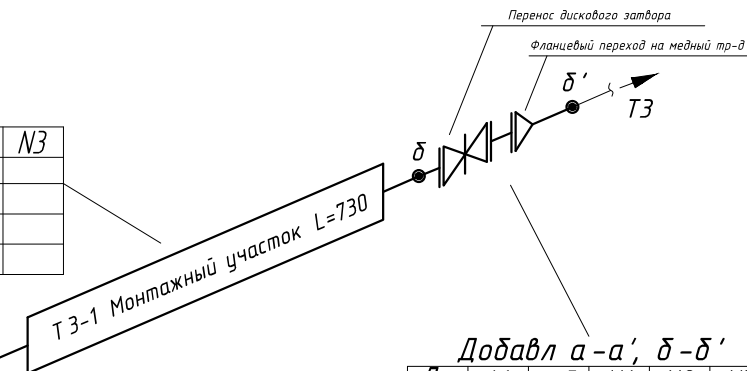 Перенос дискового затвора
Фланцевый переход на медный тр-д
δ'
Т3
N3
δ
Т3-1 Монтажный участок L=730
Добавл а-а', δ-δ'